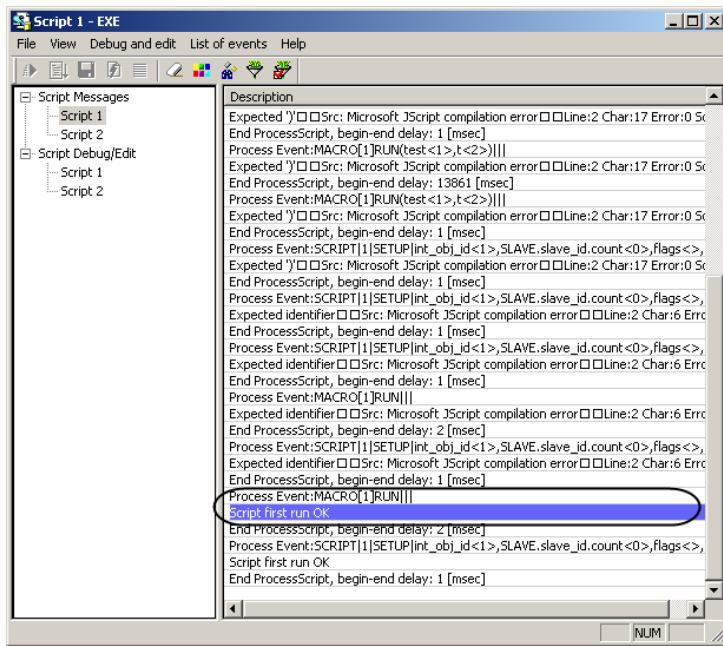 Script 1 - EXE
File View Debug and edit List of events Help
Script Messages
Script 1
Script 2
Script Debug/Edit
Script 1
Script 2
Description
Expected ')'□□Src: Microsoft JScript compilation error□□Line:2 Char:17 Error:0 Sc
End ProcessScript, begin-end delay: 1 [msec]
Process Event:MACRO[1]RUN(test<1>,t<2>)|||
Expected ')'□□Src: Microsoft JScript compilation error□□Line:2 Char:17 Error:0 Sc
End ProcessScript, begin-end delay: 13861 [msec]
Process Event:MACRO[1]RUN(test<1>,t<2>)|||
Expected ')'□□Src: Microsoft JScript compilation error□□Line:2 Char:17 Error:0 Sc
End ProcessScript, begin-end delay: 1 [msec]
Process Event:SCRIPT|1|SETUP|int_obj_id<1>,SLAVE.slave_id.count<0>,flags<>,
Expected ')'□□Src: Microsoft JScript compilation error□□Line:2 Char:17 Error:0 Sc
End ProcessScript, begin-end delay: 1 [msec]
Process Event:SCRIPT|1|SETUP|int_obj_id<1>,SLAVE.slave_id.count<0>,flags<>,
Expected identifier□□Src: Microsoft JScript compilation error□□Line:2 Char:6 Erro
End ProcessScript, begin-end delay: 1 [msec]
Process Event:SCRIPT|1|SETUP|int_obj_id<1>,SLAVE.slave_id.count<0>,flags<>,
Expected identifier□□Src: Microsoft JScript compilation error□□Line:2 Char:6 Erro
End ProcessScript, begin-end delay: 1 [msec]
Process Event:MACRO[1]RUN|||
Expected identifier□□Src: Microsoft JScript compilation error□□Line:2 Char:6 Erro
End ProcessScript, begin-end delay: 2 [msec]
Process Event:SCRIPT|1|SETUP|int_obj_id<1>,SLAVE.slave_id.count<0>,flags<>,
Expected identifier□□Src: Microsoft JScript compilation error□□Line:2 Char:6 Erro
End ProcessScript, begin-end delay: 1 [msec]
Process Event:MACRO[1]RUN|||
Script first run OK
End ProcessScript, begin-end delay: 2 [msec]
Process Event:SCRIPT|1|SETUP|int_obj_id<1>,SLAVE.slave_id.count<0>,flags<>,
Script first run OK
End ProcessScript, begin-end delay: 1 [msec]
NUM